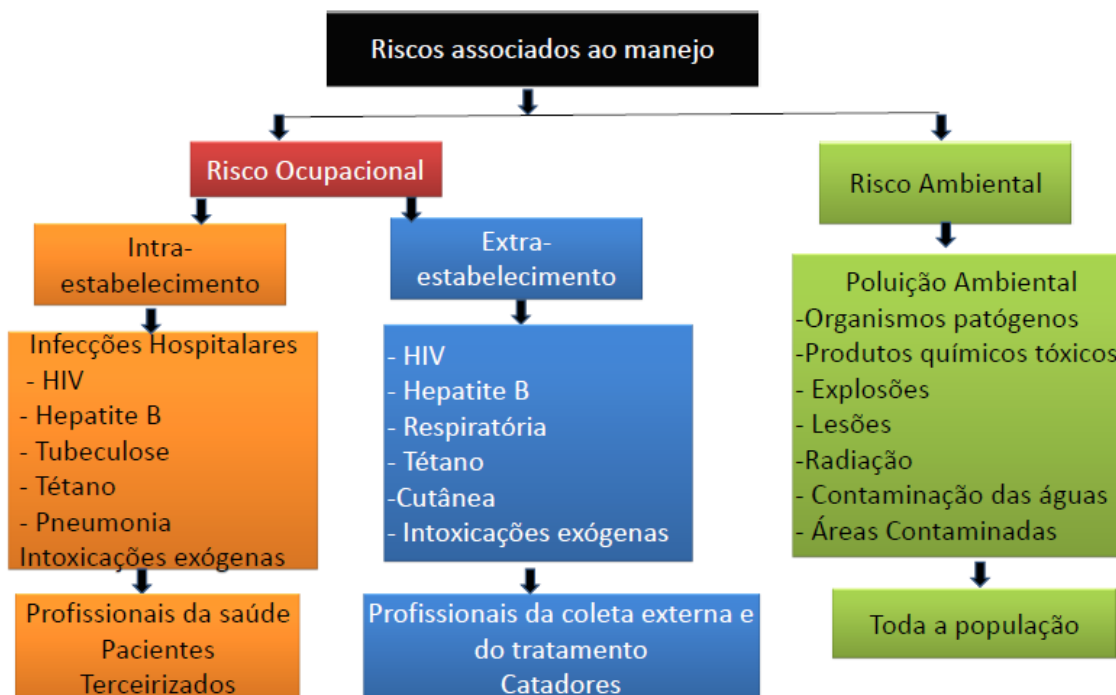 Riscos associados ao manejo
Risco Ocupacional
Risco Ambiental
Intra-
estabelecimento
Extra-
estabelecimento
Infecções Hospitalares
- HIV
- Hepatite B
- Tubeculose
- Tétano
- Pneumonia
Intoxicações exógenas
- HIV
- Hepatite B
- Respiratória
- Tétano
-Cutânea
- Intoxicações exógenas
Poluição Ambiental
-Organismos patógenos
-Produtos químicos tóxicos
- Explosões
- Lesões
-Radiação
- Contaminação das águas
- Áreas Contaminadas
Profissionais da saúde
Pacientes
Terceirizados
Profissionais da coleta externa e
do tratamento
Catadores
Toda a população